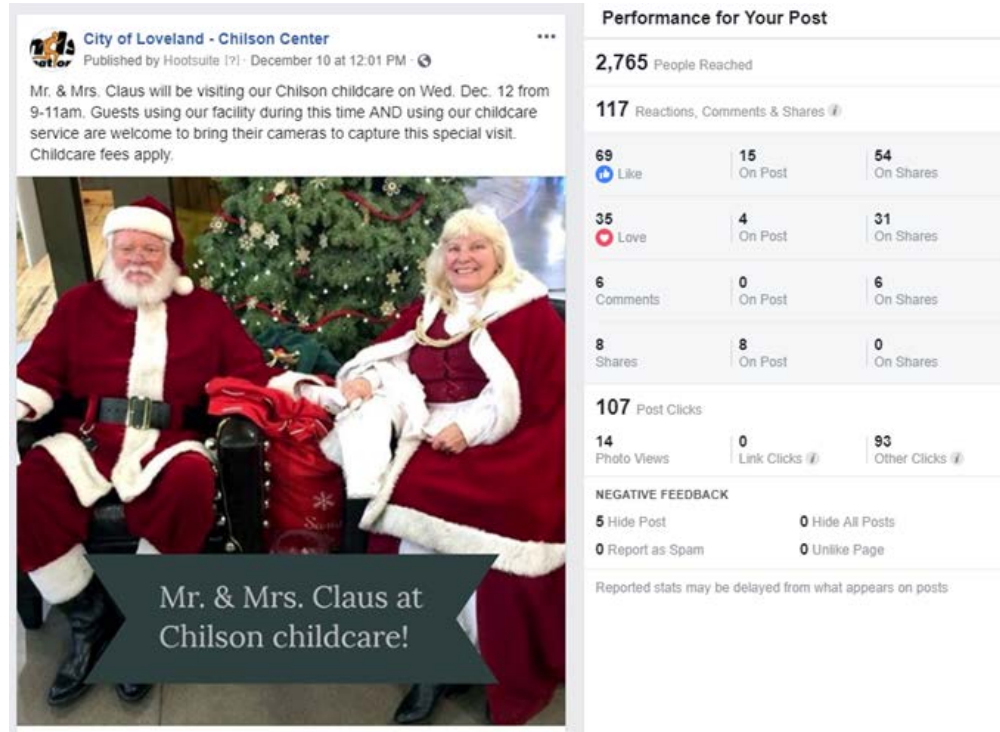 City of Loveland - Chilson Center
Published by Hootsuite [?] · December 10 at 12:01 PM ·
Mr. & Mrs. Claus will be visiting our Chilson childcare on Wed. Dec. 12 from
9-11am. Guests using our facility during this time AND using our childcare
service are welcome to bring their cameras to capture this special visit.
Childcare fees apply.
Mr. & Mrs. Claus at
Chilson childcare!
Performance for Your Post
2,765 People Reached
117 Reactions, Comments & Shares
69 15 54
Like On Post On Shares
35 4 31
Love On Post On Shares
6 0 6
Comments On Post On Shares
8 8 0
Shares On Post On Shares
107 Post Clicks
14 0 93
Photo Views Link Clicks Other Clicks
NEGATIVE FEEDBACK
5 Hide Post 0 Hide All Posts
0 Report as Spam 0 Unlike Page
Reported stats may be delayed from what appears on posts